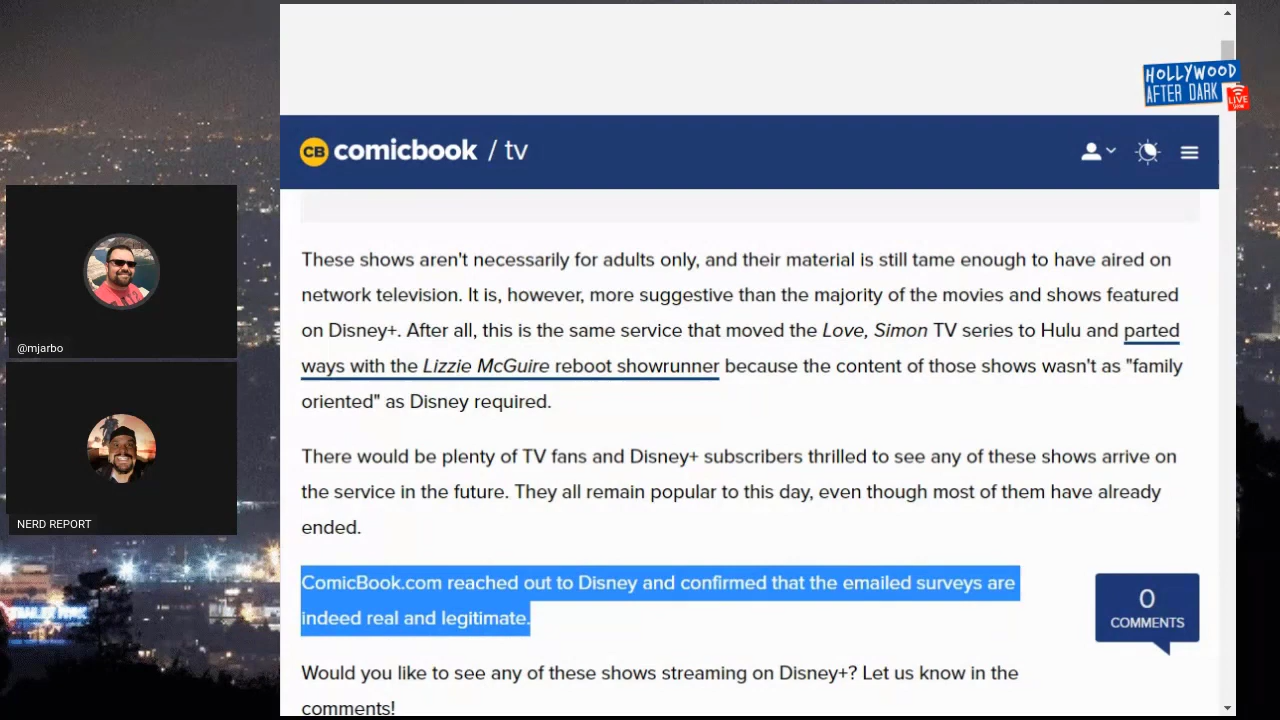 HOLLYWOOD
AFTER DARK
LIVE
SHOW
CB comicbook / tv
These shows aren't necessarily for adults only, and their material is still tame enough to have aired on
network television. It is, however, more suggestive than the majority of the movies and shows featured
on Disney+. After all, this is the same service that moved the Love, Simon TV series to Hulu and parted
ways with the Lizzie McGuire reboot showrunner because the content of those shows wasn't as "family
oriented" as Disney required.
@mjarbo
There would be plenty of TV fans and Disney+ subscribers thrilled to see any of these shows arrive on
the service in the future. They all remain popular to this day, even though most of them have already
ended.
NERD REPORT
ComicBook.com reached out to Disney and confirmed that the emailed surveys are
indeed real and legitimate.
0
COMMENTS
Would you like to see any of these shows streaming on Disney+? Let us know in the
comments!